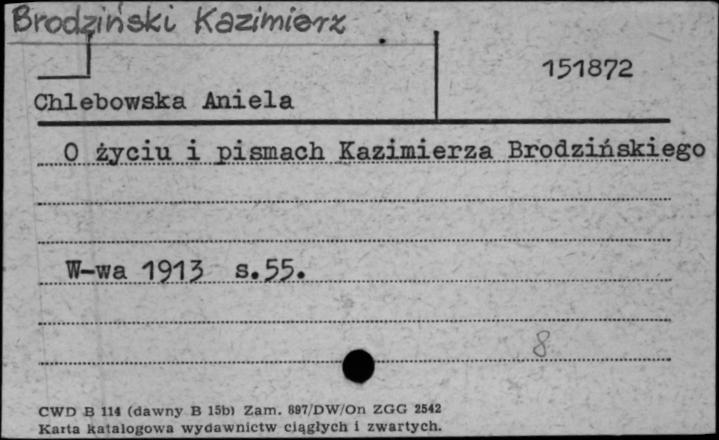 Brodziński Kazimierz
151872
Chlebowska Aniela
O życiu i pismach Kazimierza Brodzińskiego
W-wa 1913 s.55.
8
CWD B 114 (dawny B 15b) Zam. 897/DW/On ZGG 2542
Karta katalogowa wydawnictw ciągłych i zwartych.